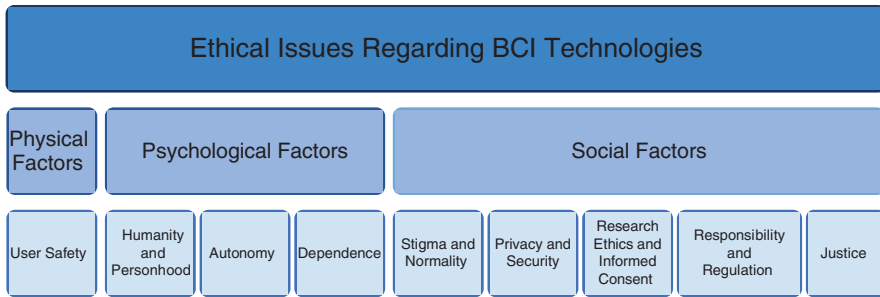 Ethical Issues Regarding BCI Technologies
Physical
Factors
Psychological Factors
Social Factors
User Safety
Humanity
and
Personhood
Autonomy
Dependence
Stigma and
Normality
Privacy and
Security
Research
Ethics and
Informed
Consent
Responsibility
and
Regulation
Justice